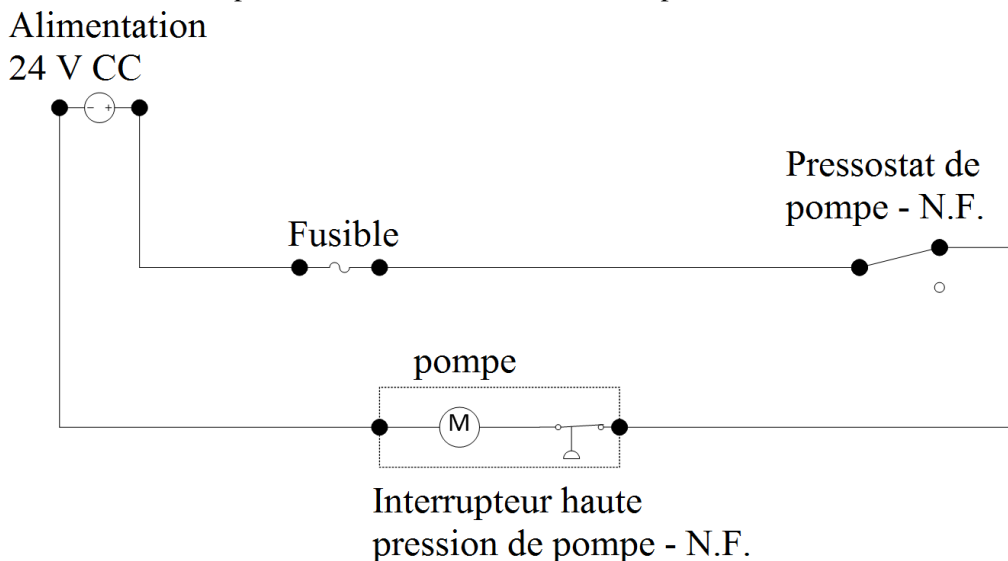 Alimentation
24 V CC
− +
Pressostat de
pompe - N.F.
Fusible
pompe
M
Interrupteur haute
pression de pompe - N.F.